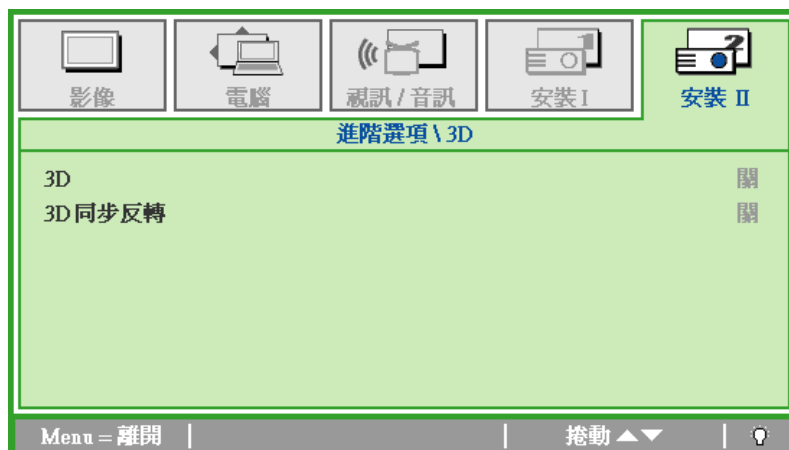 影像
電腦
視訊 / 音訊
安裝 I
安裝 II
進階選項 \ 3D
3D 關
3D 同步反轉 關
Menu = 離開 捲動 ▲▼